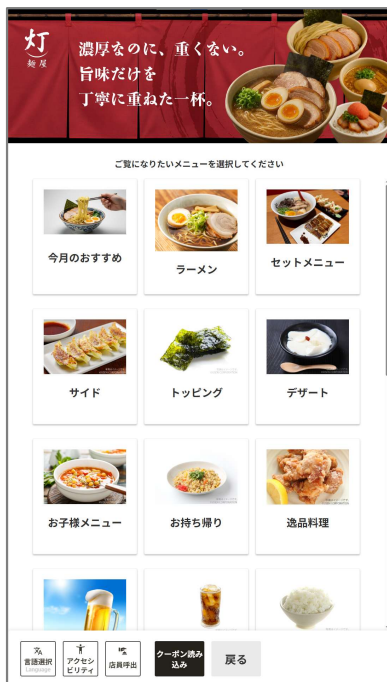 灯
麺屋
濃厚なのに、重くない。
旨味だけを
丁寧に重ねた一杯。
ご覧になりたいメニューを選択してください
今月のおすすめ
ラーメン
セットメニュー
サイド
トッピング
デザート
お子様メニュー
お持ち帰り
逸品料理
言語選択
Language
アクセシ
ビリティ
店員呼出
クーポン読み
込み
戻る